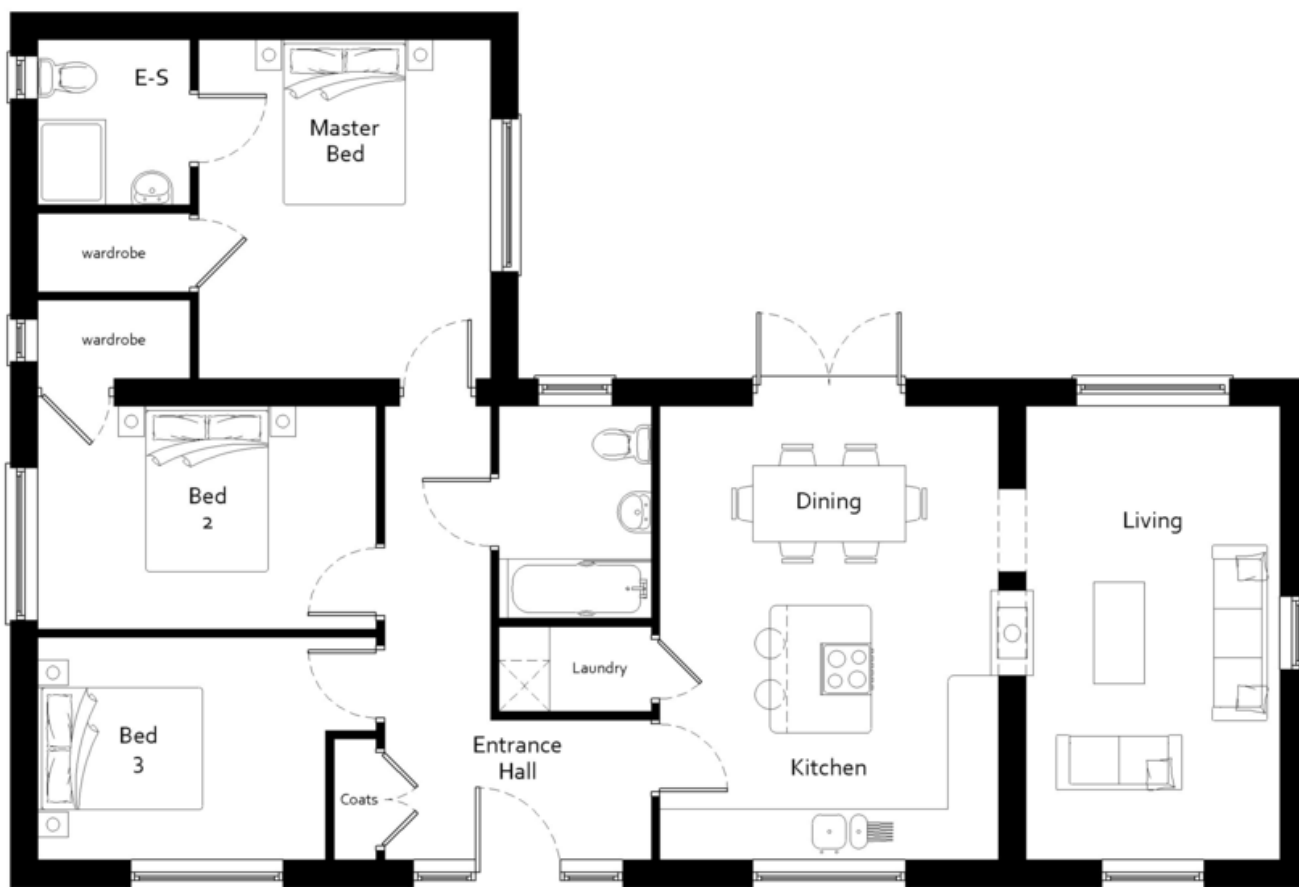 E-S
Master
Bed
wardrobe
wardrobe
Bed
2
Dining
Living
Laundry
Bed
3
Entrance
Hall
Kitchen
Coats